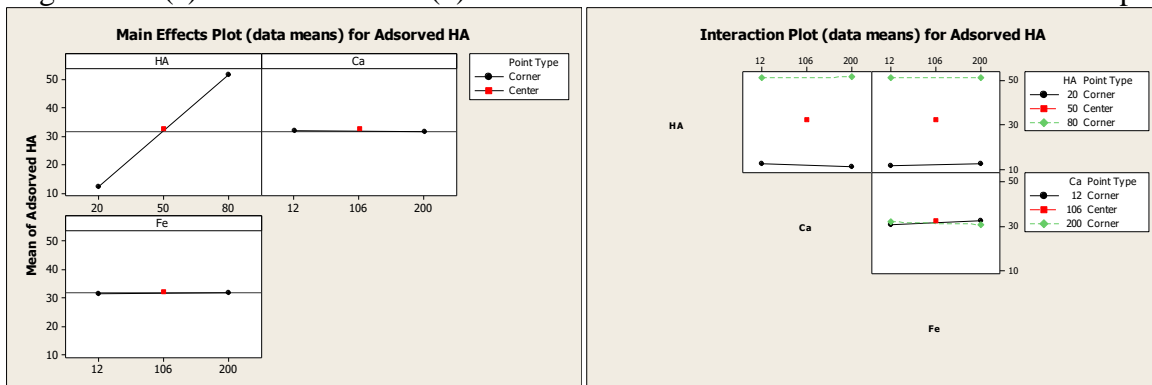 (
Main Effects Plot (data means) for Adsorved HA
HA
Ca
Point Type
Corner
Center
50
40
30
20
10
20
50
80
12
106
200
Fe
50
40
30
20
10
12
106
200
Mean of Adsorved HA
Interaction Plot (data means) for Adsorved HA
12
106
200
12
106
200
HA
50
30
10
HA Point Type
20 Corner
50 Center
80 Corner
Ca
50
30
10
Ca Point Type
12 Corner
106 Center
200 Corner
Fe